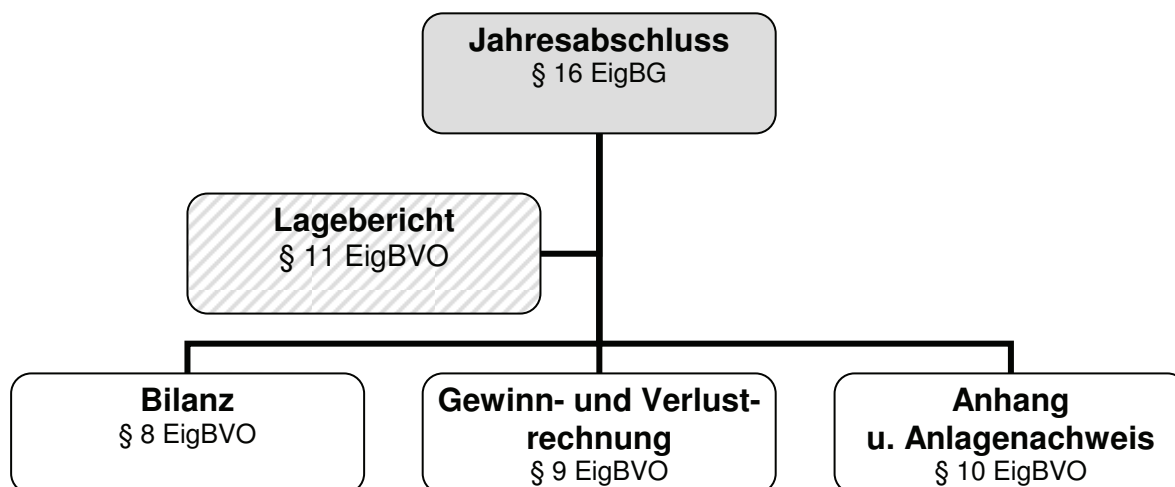 Jahresabschluss
§ 16 EigBG
Lagebericht
§ 11 EigBVO
Bilanz
§ 8 EigBVO
Gewinn- und Verlust-
rechnung
§ 9 EigBVO
Anhang
u. Anlagenachweis
§ 10 EigBVO